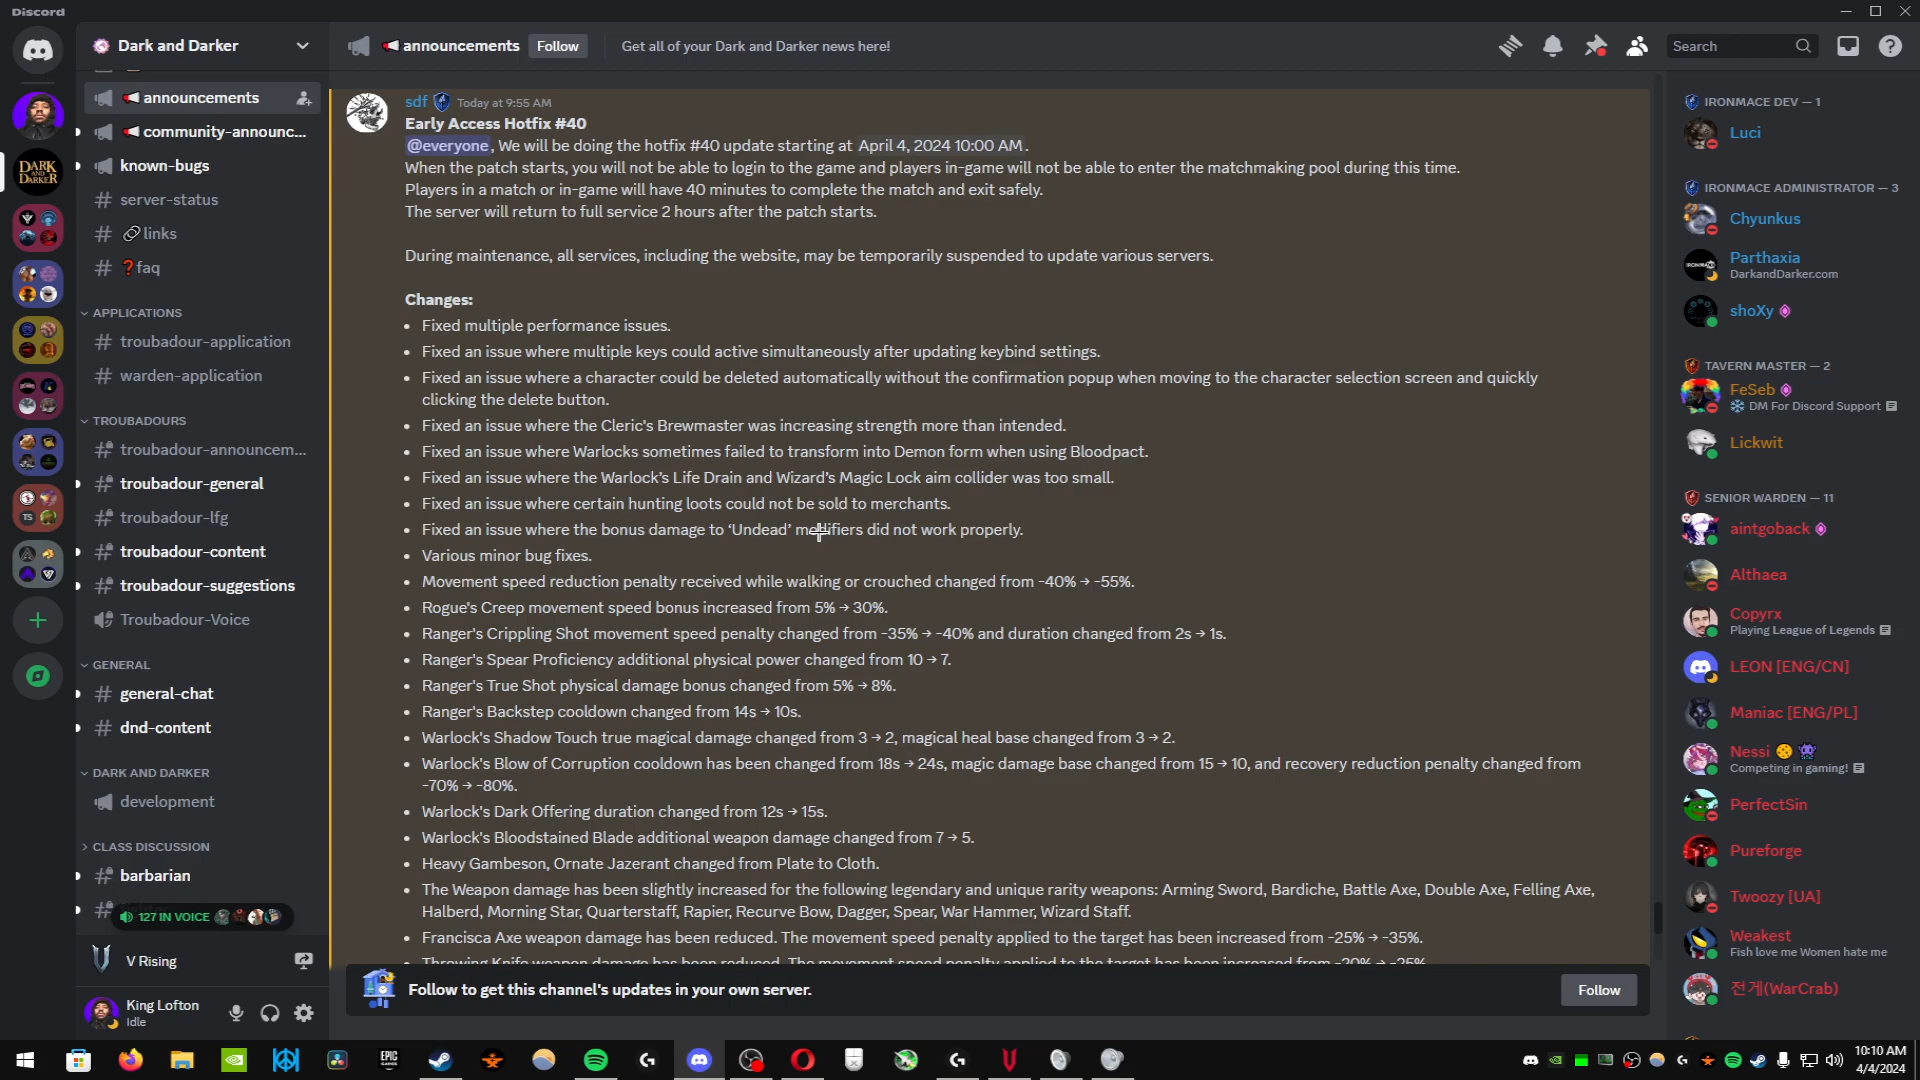 Discord
Dark and Darker
announcements
Follow
Get all of your Dark and Darker news here!
Search
announcements
community-announc...
known-bugs
server-status
links
faq
APPLICATIONS
troubadour-application
warden-application
TROUBADOURS
troubadour-announcem...
troubadour-general
troubadour-lfg
troubadour-content
troubadour-suggestions
Troubadour-Voice
GENERAL
general-chat
dnd-content
DARK AND DARKER
development
CLASS DISCUSSION
barbarian
127 IN VOICE
V Rising
King Lofton
Idle
DARK AND DARKER
TS
sdf Today at 9:55 AM
Early Access Hotfix #40
@everyone, We will be doing the hotfix #40 update starting at April 4, 2024 10:00 AM.
When the patch starts, you will not be able to login to the game and players in-game will not be able to enter the matchmaking pool during this time.
Players in a match or in-game will have 40 minutes to complete the match and exit safely.
The server will return to full service 2 hours after the patch starts.
During maintenance, all services, including the website, may be temporarily suspended to update various servers.
Changes:
• Fixed multiple performance issues.
• Fixed an issue where multiple keys could active simultaneously after updating keybind settings.
• Fixed an issue where a character could be deleted automatically without the confirmation popup when moving to the character selection screen and quickly
clicking the delete button.
• Fixed an issue where the Cleric's Brewmaster was increasing strength more than intended.
• Fixed an issue where Warlocks sometimes failed to transform into Demon form when using Bloodpact.
• Fixed an issue where the Warlock’s Life Drain and Wizard’s Magic Lock aim collider was too small.
• Fixed an issue where certain hunting loots could not be sold to merchants.
• Fixed an issue where the bonus damage to ‘Undead’ modifiers did not work properly.
• Various minor bug fixes.
• Movement speed reduction penalty received while walking or crouched changed from -40% → -55%.
• Rogue's Creep movement speed bonus increased from 5% → 30%.
• Ranger's Crippling Shot movement speed penalty changed from -35% → -40% and duration changed from 2s → 1s.
• Ranger's Spear Proficiency additional physical power changed from 10 → 7.
• Ranger's True Shot physical damage bonus changed from 5% → 8%.
• Ranger's Backstep cooldown changed from 14s → 10s.
• Warlock's Shadow Touch true magical damage changed from 3 → 2, magical heal base changed from 3 → 2.
• Warlock's Blow of Corruption cooldown has been changed from 18s → 24s, magic damage base changed from 15 → 10, and recovery reduction penalty changed from
-70% → -80%.
• Warlock's Dark Offering duration changed from 12s → 15s.
• Warlock's Bloodstained Blade additional weapon damage changed from 7 → 5.
• Heavy Gambeson, Ornate Jazerant changed from Plate to Cloth.
• The Weapon damage has been slightly increased for the following legendary and unique rarity weapons: Arming Sword, Bardiche, Battle Axe, Double Axe, Felling Axe,
Halberd, Morning Star, Quarterstaff, Rapier, Recurve Bow, Dagger, Spear, War Hammer, Wizard Staff.
• Francisca Axe weapon damage has been reduced. The movement speed penalty applied to the target has been increased from -25% → -35%.
• Throwing Knife weapon damage has been reduced. The movement speed penalty applied to the target has been increased from -20% → -25%.
Follow to get this channel's updates in your own server.
Follow
IRONMACE DEV — 1
Luci
IRONMACE ADMINISTRATOR — 3
Chyunkus
Parthaxia
DarkandDarker.com
shoXy
TAVERN MASTER — 2
FeSeb
DM For Discord Support
Lickwit
SENIOR WARDEN — 11
aintgoback
Althaea
Copyrx
Playing League of Legends
LEON [ENG/CN]
Maniac [ENG/PL]
Nessi
Competing in gaming!
PerfectSin
Pureforge
Twoozy [UA]
Weakest
Fish love me Women hate me
전게(WarCrab)
EPIC GAMES
10:10 AM
4/4/2024